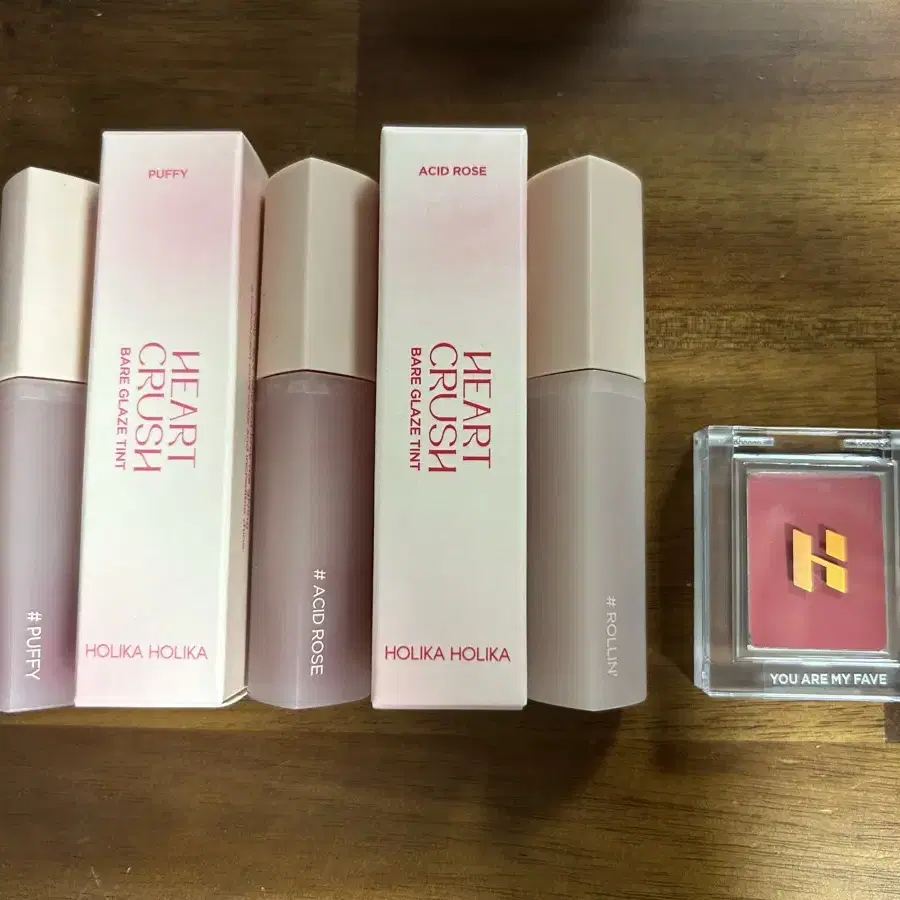 # PUFFY
PUFFY
HEART
CRUSH
BARE GLAZE TINT
HOLIKA HOLIKA
# ACID ROSE
ACID ROSE
HEART
CRUSH
BARE GLAZE TINT
HOLIKA HOLIKA
# ROLLIN'
H
YOU ARE MY FAVE